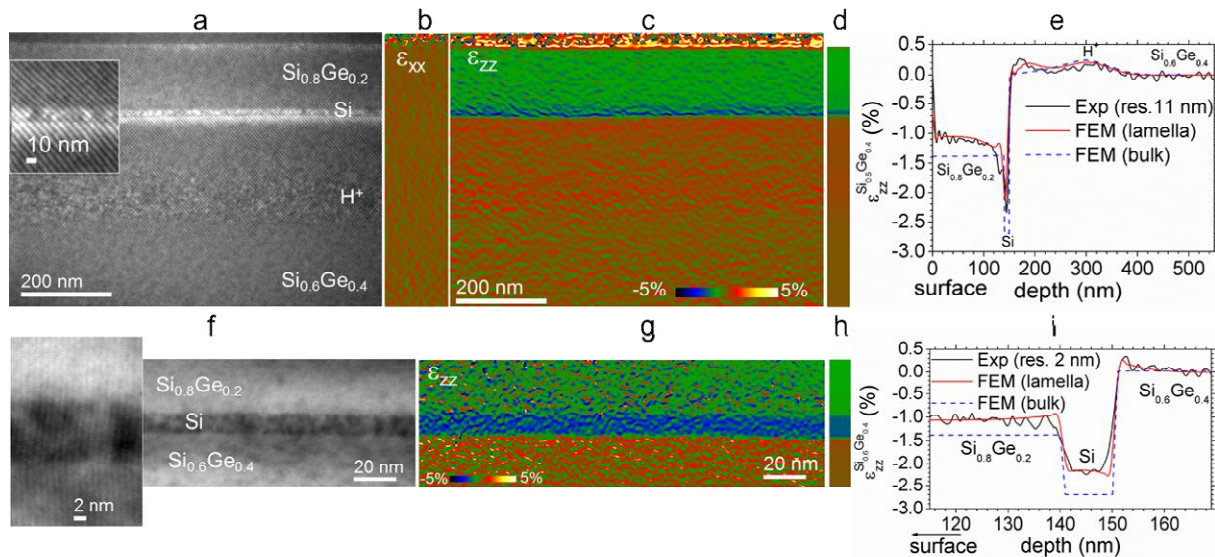 a
Si0.8Ge0.2
Si
10 nm
H+
200 nm
Si0.6Ge0.4
b
εxx
c
εzz
200 nm
-5% 5%
d
e
0.5
0.0
-0.5
-1.0
-1.5
-2.0
-2.5
-3.0
εzz Si0.6Ge0.4 (%)
H+
Si0.6Ge0.4
Exp (res. 11 nm)
FEM (lamella)
FEM (bulk)
Si0.8Ge0.2
Si
0 100 200 300 400 500
surface depth (nm)
f
Si0.8Ge0.2
Si
Si0.6Ge0.4
2 nm
20 nm
g
εzz
-5% 5%
20 nm
h
i
0.5
0.0
-0.5
-1.0
-1.5
-2.0
-2.5
-3.0
εzz Si0.6Ge0.4 (%)
Exp (res. 2 nm)
FEM (lamella)
FEM (bulk)
Si0.6Ge0.4
Si0.8Ge0.2
Si
120 130 140 150 160
surface depth (nm)